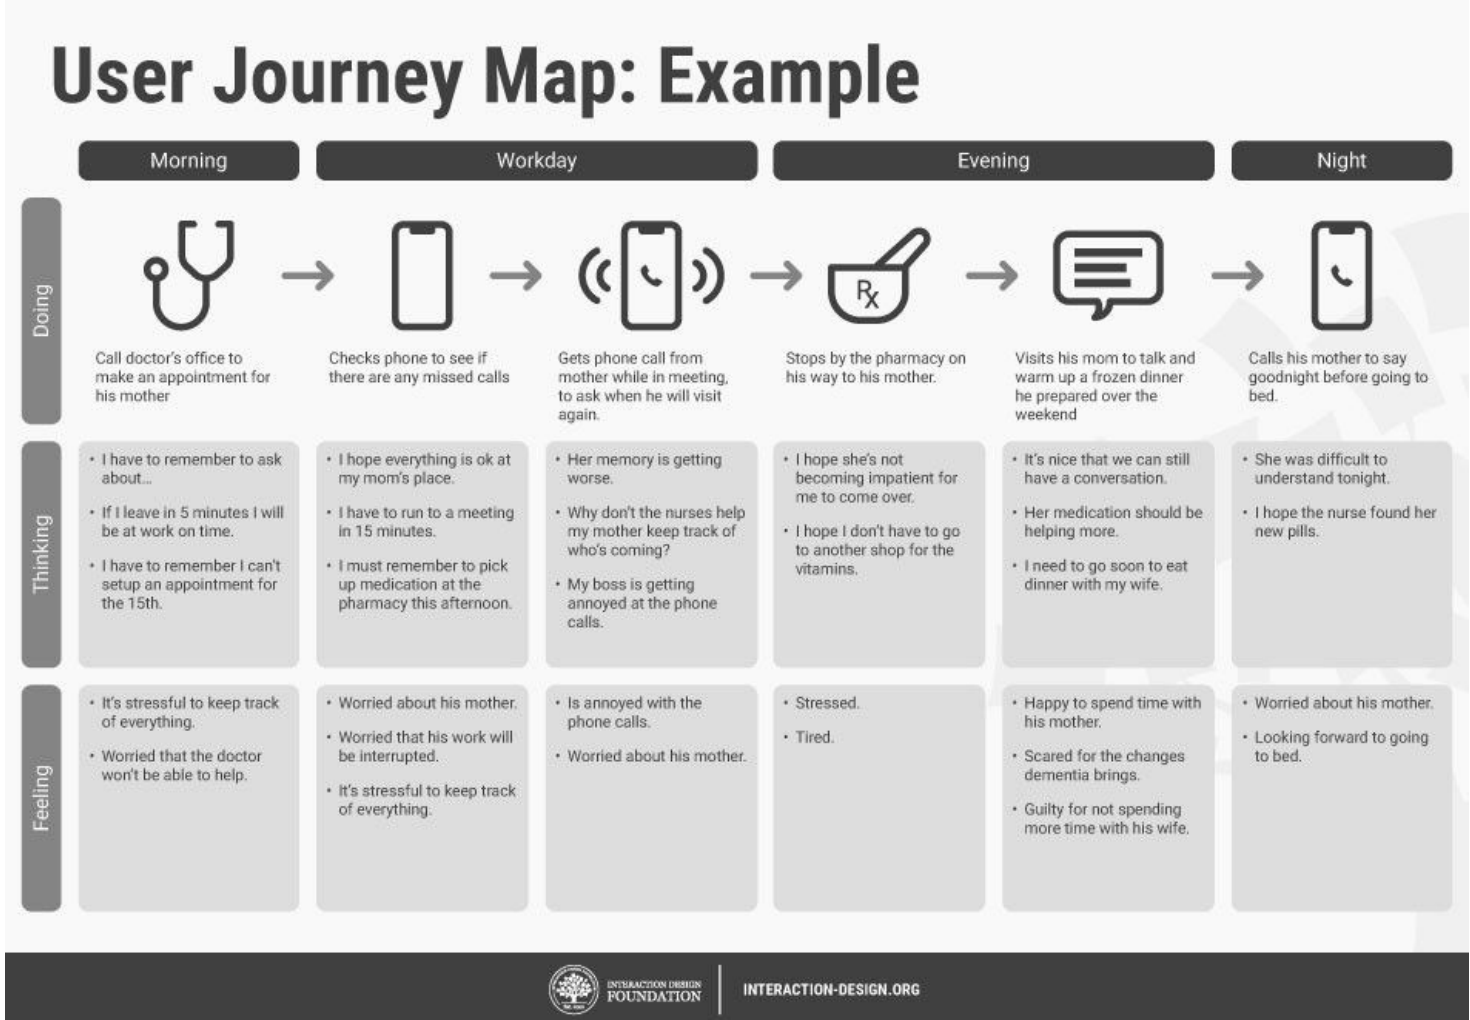 User Journey Map: Example
Morning
Workday
Evening
Night
Doing
Rx
Call doctor's office to
make an appointment for
his mother
Checks phone to see if
there are any missed calls
Gets phone call from
mother while in meeting,
to ask when he will visit
again.
Stops by the pharmacy on
his way to his mother.
Visits his mom to talk and
warm up a frozen dinner
he prepared over the
weekend
Calls his mother to say
goodnight before going to
bed.
Thinking
• I have to remember to ask
about...
• If I leave in 5 minutes I will
be at work on time.
• I have to remember I can't
setup an appointment for
the 15th.
• I hope everything is ok at
my mom's place.
• I have to run to a meeting
in 15 minutes.
• I must remember to pick
up medication at the
pharmacy this afternoon.
• Her memory is getting
worse.
• Why don't the nurses help
my mother keep track of
who's coming?
• My boss is getting
annoyed at the phone
calls.
• I hope she's not
becoming impatient for
me to come over.
• I hope I don't have to go
to another shop for the
vitamins.
• It's nice that we can still
have a conversation.
• Her medication should be
helping more.
• I need to go soon to eat
dinner with my wife.
• She was difficult to
understand tonight.
• I hope the nurse found her
new pills.
Feeling
• It's stressful to keep track
of everything.
• Worried that the doctor
won't be able to help.
• Worried about his mother.
• Worried that his work will
be interrupted.
• It's stressful to keep track
of everything.
• Is annoyed with the
phone calls.
• Worried about his mother.
• Stressed.
• Tired.
• Happy to spend time with
his mother.
• Scared for the changes
dementia brings.
• Guilty for not spending
more time with his wife.
• Worried about his mother.
• Looking forward to going
to bed.
INTERACTION DESIGN
FOUNDATION
INTERACTION-DESIGN.ORG